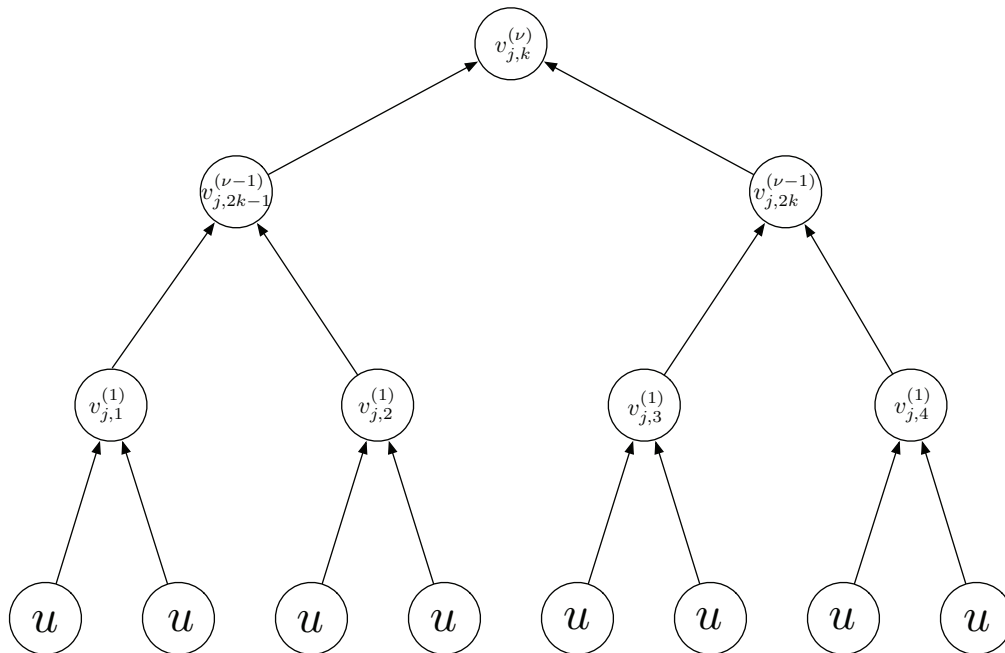 v_{j,k}^{(ν)}
v_{j,2k−1}^{(ν−1)} v_{j,2k}^{(ν−1)}
v_{j,1}^{(1)} v_{j,2}^{(1)} v_{j,3}^{(1)} v_{j,4}^{(1)}
u u u u u u u u